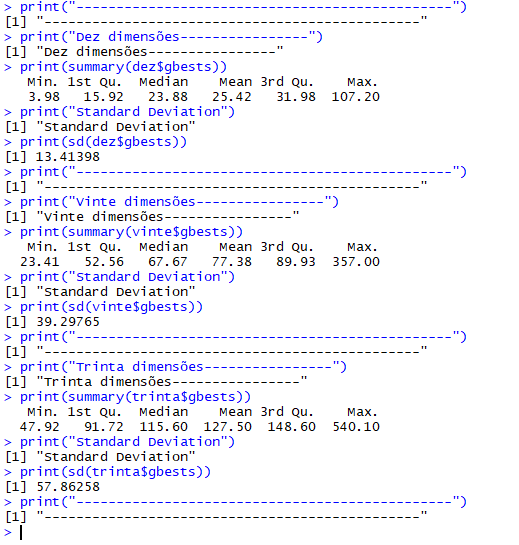 > print("------------------------------------------------")
[1] "------------------------------------------------"
> print("Dez dimensões----------------")
[1] "Dez dimensões----------------"
> print(summary(dez$gbests))
   Min. 1st Qu.  Median    Mean 3rd Qu.    Max.
   3.98   15.92   23.88   25.42   31.98  107.20
> print("Standard Deviation")
[1] "Standard Deviation"
> print(sd(dez$gbests))
[1] 13.41398
> print("------------------------------------------------")
[1] "------------------------------------------------"
> print("Vinte dimensões----------------")
[1] "Vinte dimensões----------------"
> print(summary(vinte$gbests))
   Min. 1st Qu.  Median    Mean 3rd Qu.    Max.
  23.41   52.56   67.67   77.38   89.93  357.00
> print("Standard Deviation")
[1] "Standard Deviation"
> print(sd(vinte$gbests))
[1] 39.29765
> print("------------------------------------------------")
[1] "------------------------------------------------"
> print("Trinta dimensões----------------")
[1] "Trinta dimensões----------------"
> print(summary(trinta$gbests))
   Min. 1st Qu.  Median    Mean 3rd Qu.    Max.
  47.92   91.72  115.60  127.50  148.60  540.10
> print("Standard Deviation")
[1] "Standard Deviation"
> print(sd(trinta$gbests))
[1] 57.86258
> print("------------------------------------------------")
[1] "------------------------------------------------"
>